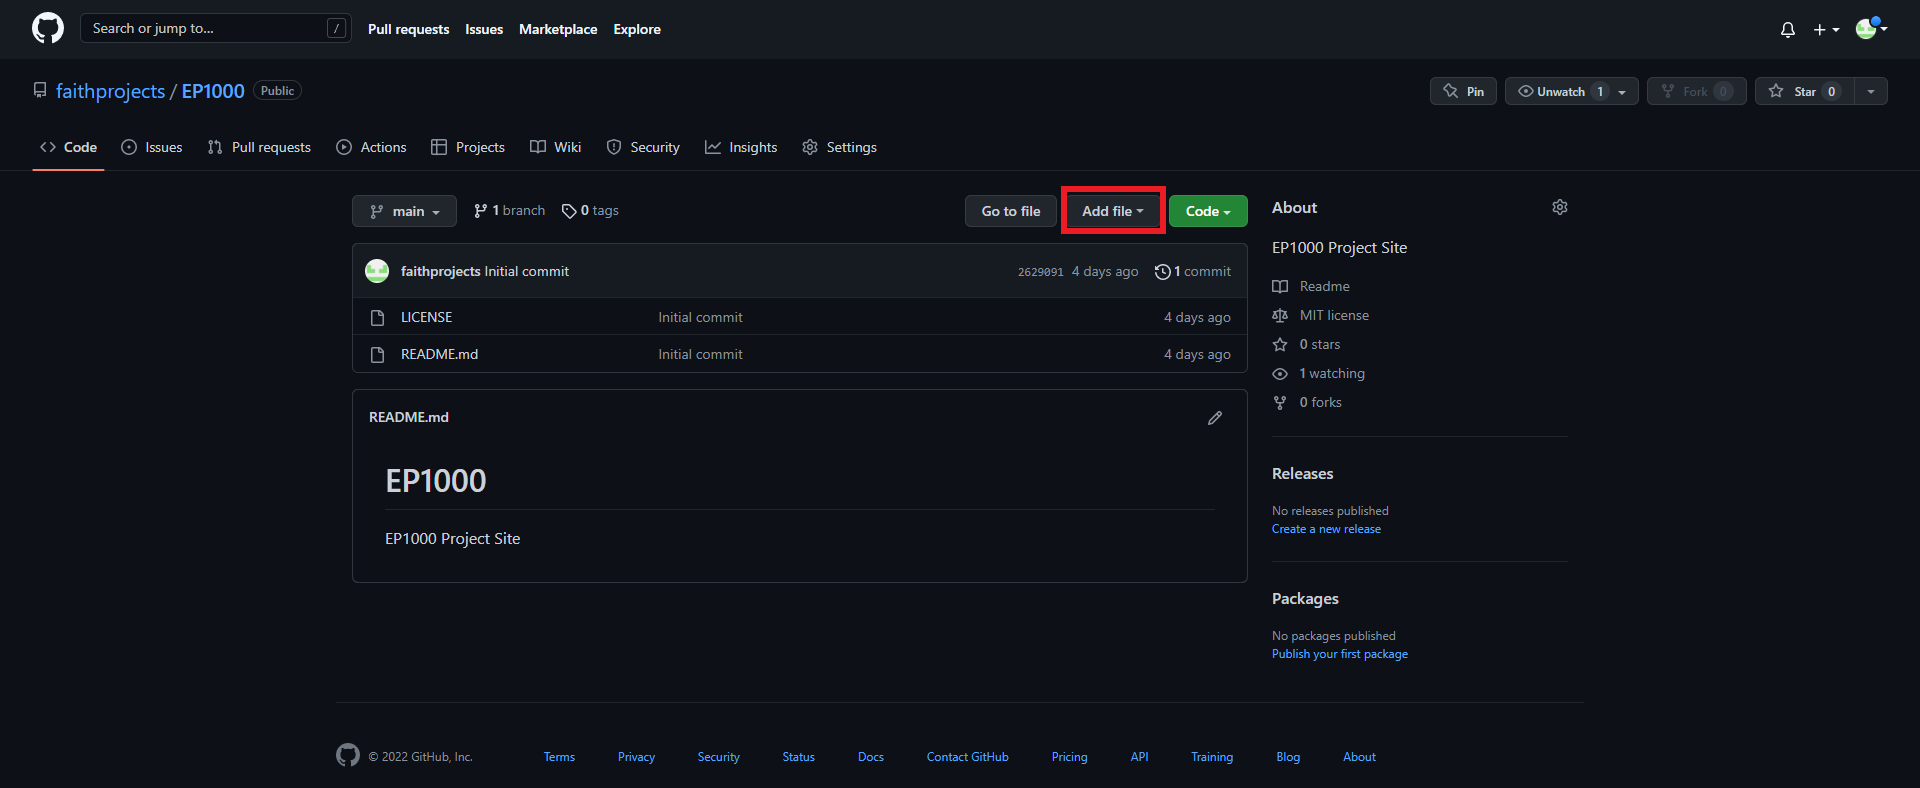 Search or jump to... / Pull requests Issues Marketplace Explore
faithprojects / EP1000 Public Pin Unwatch 1 Fork 0 Star 0
Code Issues Pull requests Actions Projects Wiki Security Insights Settings
main 1 branch 0 tags Go to file Add file Code
faithprojects Initial commit 2629091 4 days ago 1 commit
LICENSE Initial commit 4 days ago
README.md Initial commit 4 days ago
README.md
EP1000
EP1000 Project Site
About
EP1000 Project Site
Readme
MIT license
0 stars
1 watching
0 forks
Releases
No releases published
Create a new release
Packages
No packages published
Publish your first package
© 2022 GitHub, Inc. Terms Privacy Security Status Docs Contact GitHub Pricing API Training Blog About